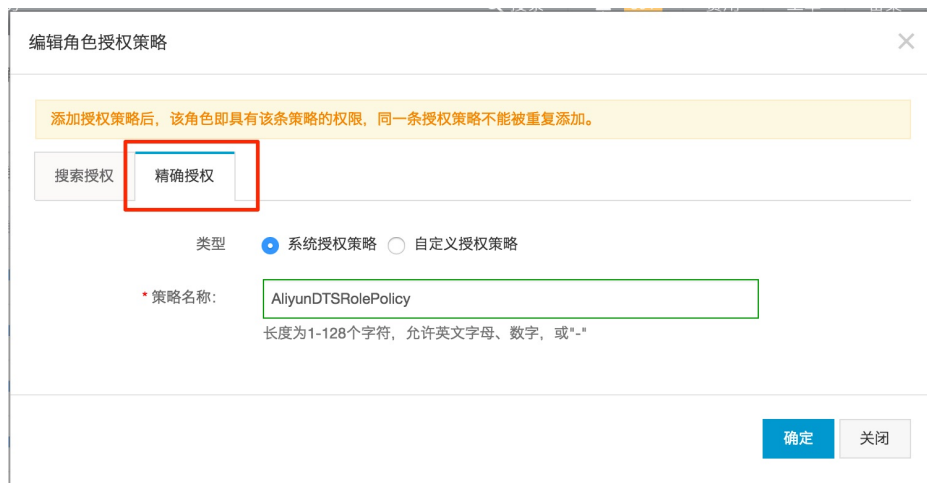 编辑角色授权策略
添加授权策略后，该角色即具有该条策略的权限，同一条授权策略不能被重复添加。
搜索授权 精确授权
类型 系统授权策略 自定义授权策略
*策略名称: AliyunDTSRolePolicy
长度为1-128个字符，允许英文字母、数字，或"-"
确定 关闭